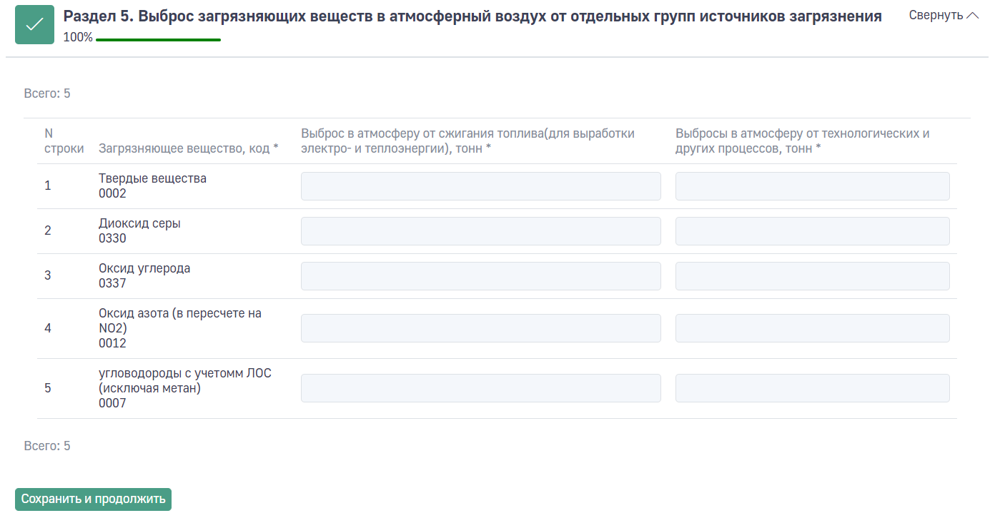 Раздел 5. Выброс загрязняющих веществ в атмосферный воздух от отдельных групп источников загрязнения
Свернуть
100%
Всего: 5
N
строки
Загрязняющее вещество, код *
Выброс в атмосферу от сжигания топлива(для выработки
электро- и теплоэнергии), тонн *
Выбросы в атмосферу от технологических и
других процессов, тонн *
1
Твердые вещества
0002
2
Диоксид серы
0330
3
Оксид углерода
0337
4
Оксид азота (в пересчете на
NO2)
0012
5
угловодороды с учетомм ЛОС
(исключая метан)
0007
Всего: 5
Сохранить и продолжить